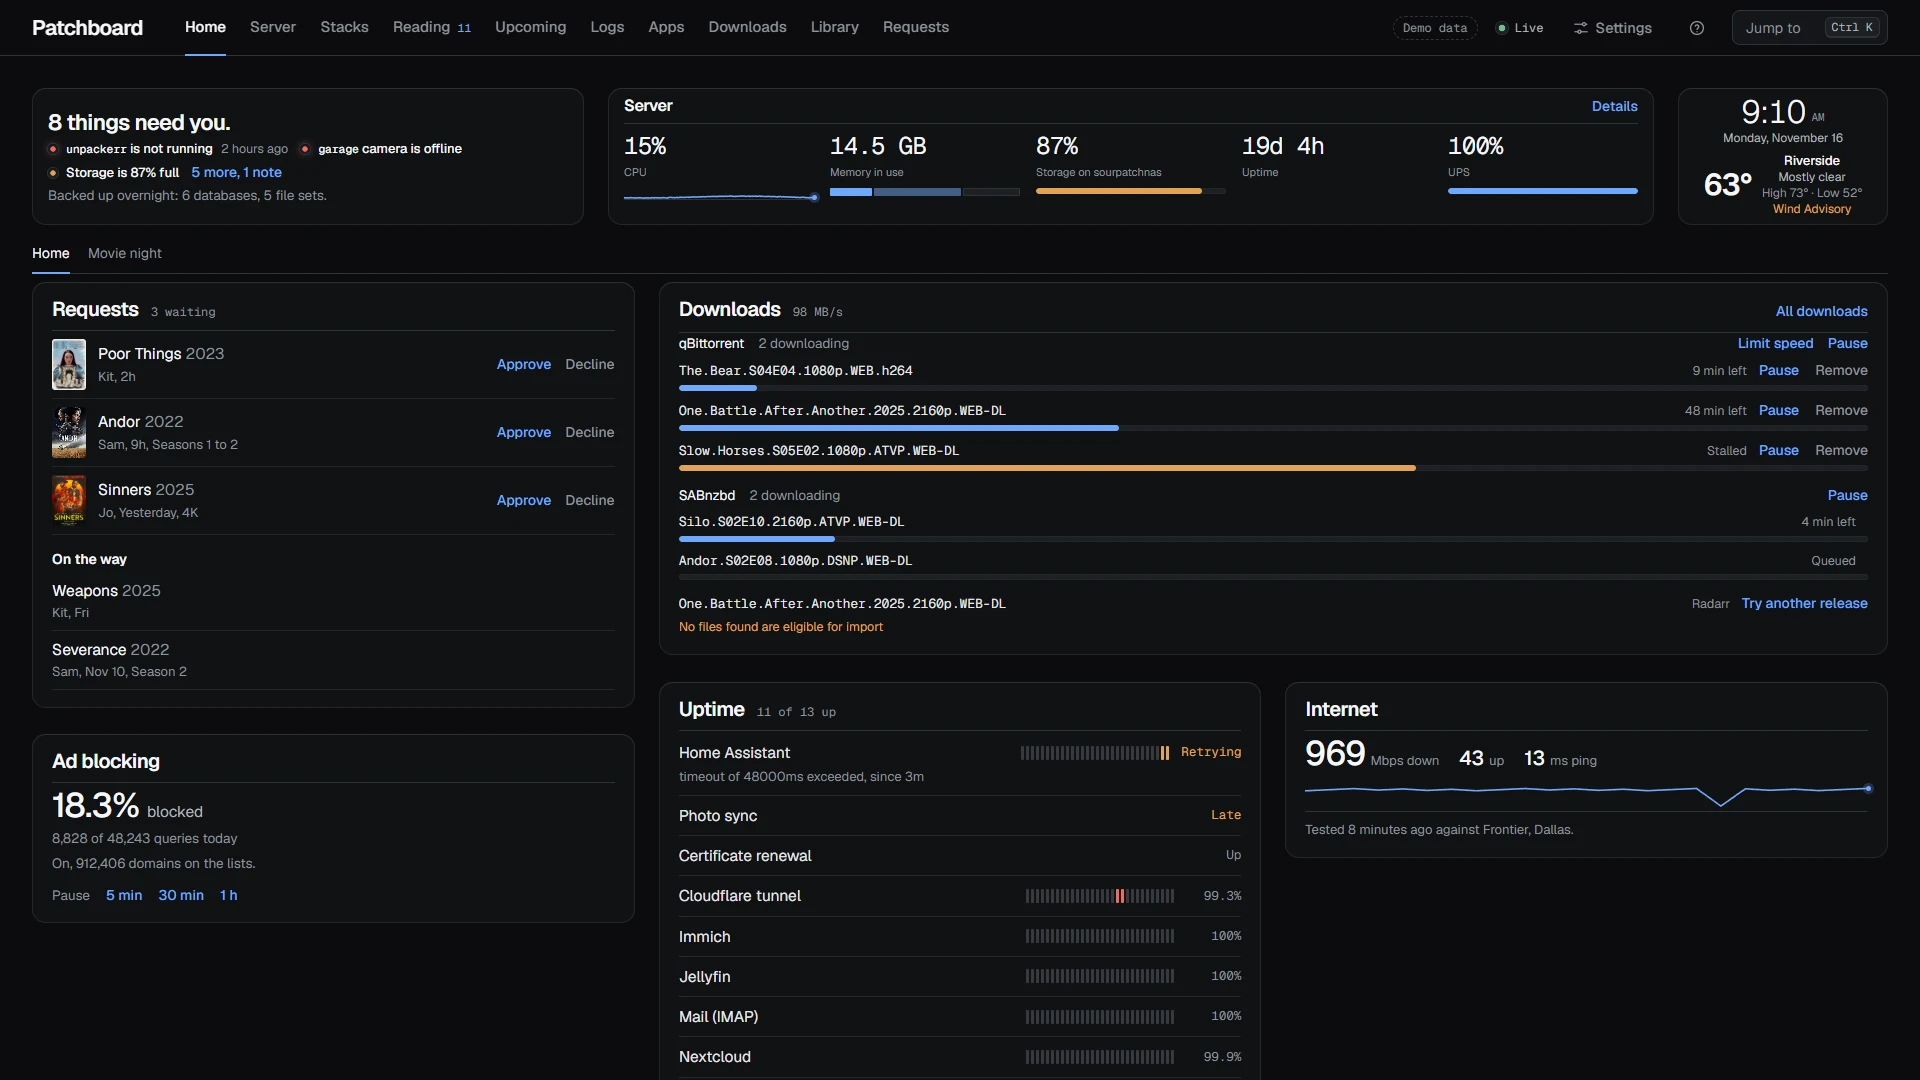 Patchboard Home Server Stacks Reading 11 Upcoming Logs Apps Downloads Library Requests Demo data Live Settings Jump to Ctrl K
8 things need you.
unpackerr is not running 2 hours ago garage camera is offline
Storage is 87% full 5 more, 1 note
Backed up overnight: 6 databases, 5 file sets.
Server Details
15% 14.5 GB 87% 19d 4h 100%
CPU Memory in use Storage on sourpatchnas Uptime UPS
9:10 AM
Monday, November 16
Riverside
Mostly clear
63° High 73° · Low 52°
Wind Advisory
Home Movie night
Requests 3 waiting
Poor Things 2023
Kit, 2h
Approve Decline
Andor 2022
Sam, 9h, Seasons 1 to 2
Approve Decline
SINNERS
Sinners 2025
Jo, Yesterday, 4K
Approve Decline
On the way
Weapons 2025
Kit, Fri
Severance 2022
Sam, Nov 10, Season 2
Ad blocking
18.3% blocked
8,828 of 48,243 queries today
On, 912,406 domains on the lists.
Pause 5 min 30 min 1 h
Downloads 98 MB/s All downloads
qBittorrent 2 downloading Limit speed Pause
The.Bear.S04E04.1080p.WEB.h264 9 min left Pause Remove
One.Battle.After.Another.2025.2160p.WEB-DL 48 min left Pause Remove
Slow.Horses.S05E02.1080p.ATVP.WEB-DL Stalled Pause Remove
SABnzbd 2 downloading Pause
Silo.S02E10.2160p.ATVP.WEB-DL 4 min left
Andor.S02E08.1080p.DSNP.WEB-DL Queued
One.Battle.After.Another.2025.2160p.WEB-DL Radarr Try another release
No files found are eligible for import
Uptime 11 of 13 up
Home Assistant Retrying
timeout of 48000ms exceeded, since 3m
Photo sync Late
Certificate renewal Up
Cloudflare tunnel 99.3%
Immich 100%
Jellyfin 100%
Mail (IMAP) 100%
Nextcloud 99.9%
Internet
969 Mbps down 43 up 13 ms ping
Tested 8 minutes ago against Frontier, Dallas.